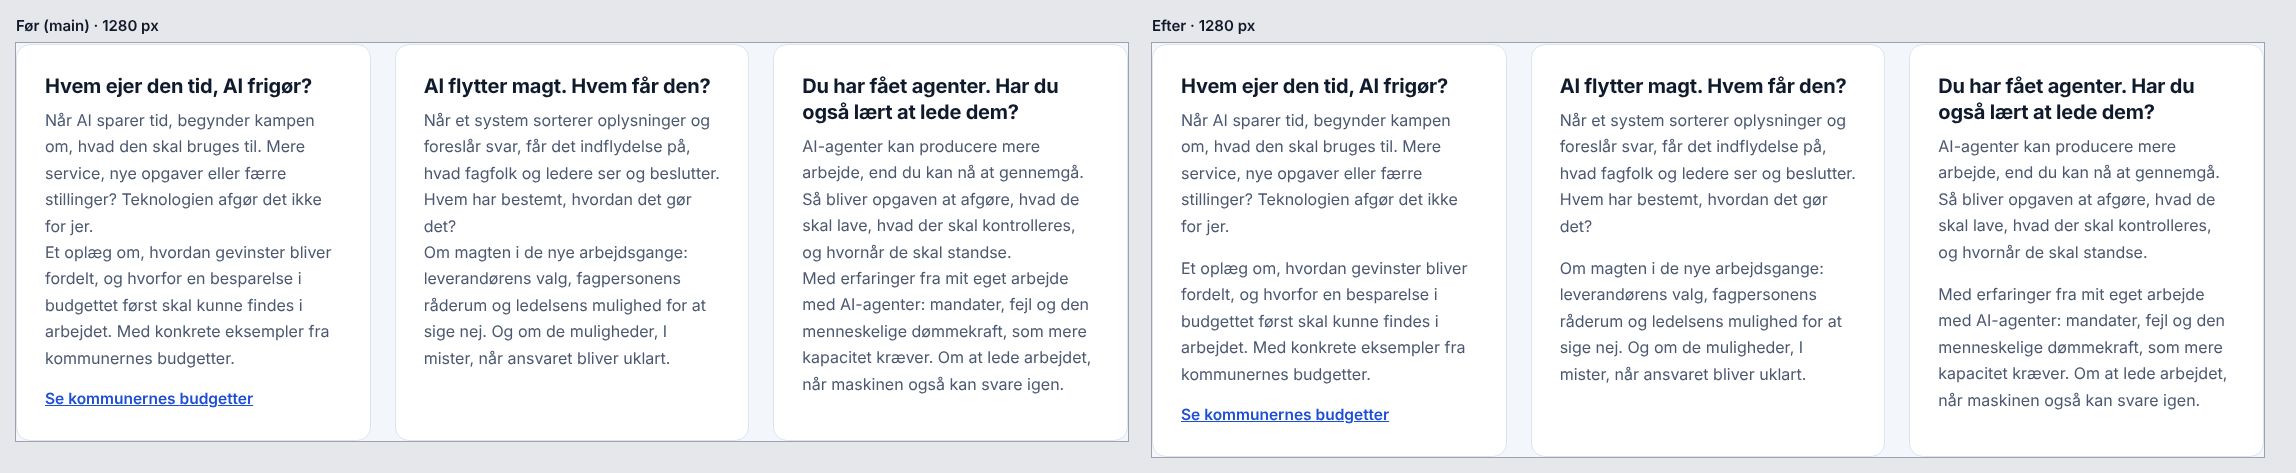 Før (main) · 1280 px
Hvem ejer den tid, AI frigør?
Når AI sparer tid, begynder kampen
om, hvad den skal bruges til. Mere
service, nye opgaver eller færre
stillinger? Teknologien afgør det ikke
for jer.
Et oplæg om, hvordan gevinster bliver
fordelt, og hvorfor en besparelse i
budgettet først skal kunne findes i
arbejdet. Med konkrete eksempler fra
kommunernes budgetter.
Se kommunernes budgetter
AI flytter magt. Hvem får den?
Når et system sorterer oplysninger og
foreslår svar, får det indflydelse på,
hvad fagfolk og ledere ser og beslutter.
Hvem har bestemt, hvordan det gør
det?
Om magten i de nye arbejdsgange:
leverandørens valg, fagpersonens
råderum og ledelsens mulighed for at
sige nej. Og om de muligheder, I
mister, når ansvaret bliver uklart.
Du har fået agenter. Har du
også lært at lede dem?
AI-agenter kan producere mere
arbejde, end du kan nå at gennemgå.
Så bliver opgaven at afgøre, hvad de
skal lave, hvad der skal kontrolleres,
og hvornår de skal standse.
Med erfaringer fra mit eget arbejde
med AI-agenter: mandater, fejl og den
menneskelige dømmekraft, som mere
kapacitet kræver. Om at lede arbejdet,
når maskinen også kan svare igen.
Efter · 1280 px
Hvem ejer den tid, AI frigør?
Når AI sparer tid, begynder kampen
om, hvad den skal bruges til. Mere
service, nye opgaver eller færre
stillinger? Teknologien afgør det ikke
for jer.
Et oplæg om, hvordan gevinster bliver
fordelt, og hvorfor en besparelse i
budgettet først skal kunne findes i
arbejdet. Med konkrete eksempler fra
kommunernes budgetter.
Se kommunernes budgetter
AI flytter magt. Hvem får den?
Når et system sorterer oplysninger og
foreslår svar, får det indflydelse på,
hvad fagfolk og ledere ser og beslutter.
Hvem har bestemt, hvordan det gør
det?
Om magten i de nye arbejdsgange:
leverandørens valg, fagpersonens
råderum og ledelsens mulighed for at
sige nej. Og om de muligheder, I
mister, når ansvaret bliver uklart.
Du har fået agenter. Har du
også lært at lede dem?
AI-agenter kan producere mere
arbejde, end du kan nå at gennemgå.
Så bliver opgaven at afgøre, hvad de
skal lave, hvad der skal kontrolleres,
og hvornår de skal standse.
Med erfaringer fra mit eget arbejde
med AI-agenter: mandater, fejl og den
menneskelige dømmekraft, som mere
kapacitet kræver. Om at lede arbejdet,
når maskinen også kan svare igen.